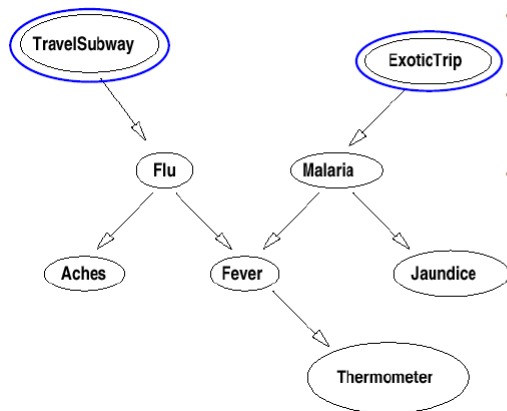 TravelSubway
ExoticTrip
Flu
Malaria
Aches
Fever
Jaundice
Thermometer